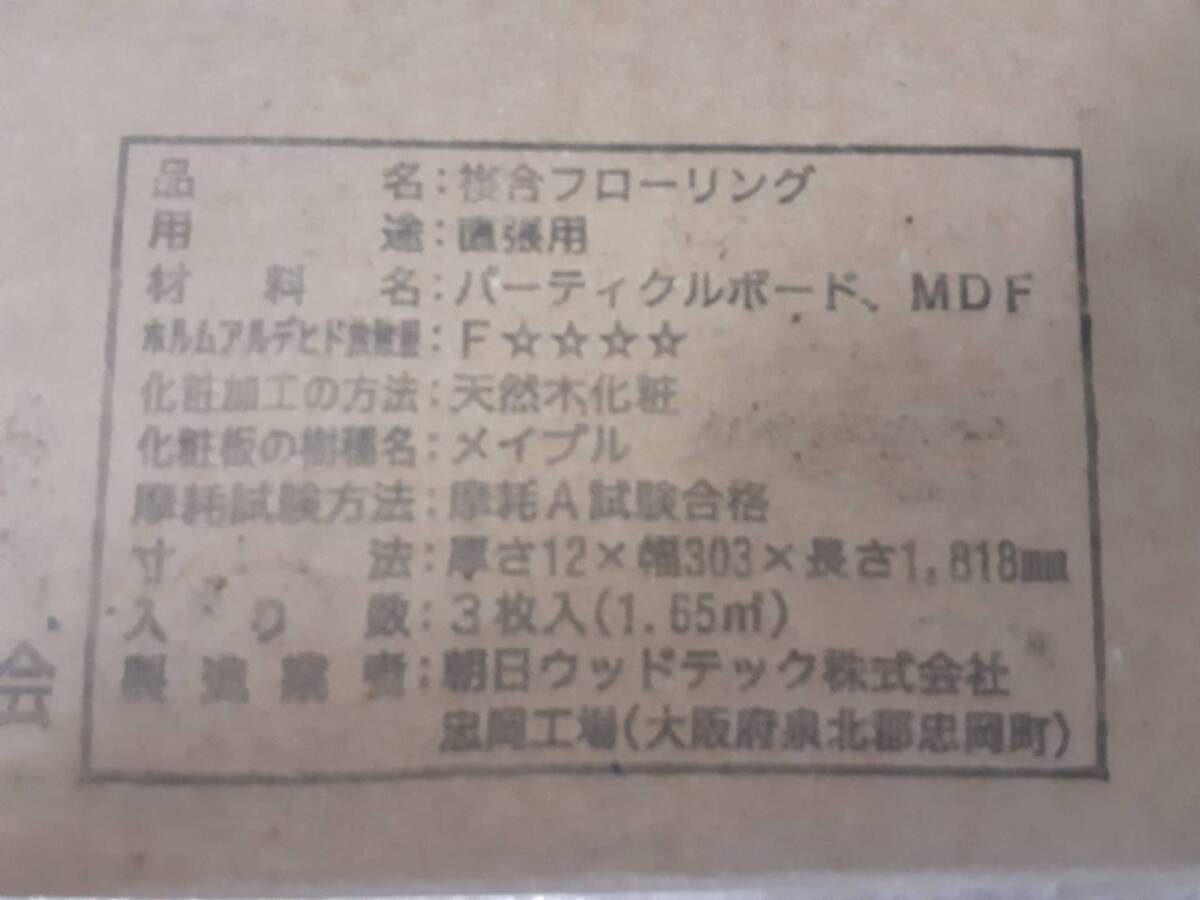 品名：複合フローリング
用途：直張用
材料名：パーティクルボード、MDF
ホルムアルデヒド放散量：F☆☆☆☆
化粧加工の方法：天然木化粧
化粧板の樹種名：メイプル
摩耗試験方法：摩耗A試験合格
寸法：厚さ12×幅303×長さ1,818㎜
入り数：3枚入(1.65㎡)
製造業者：朝日ウッドテック株式会社
忠岡工場(大阪府泉北郡忠岡町)
会